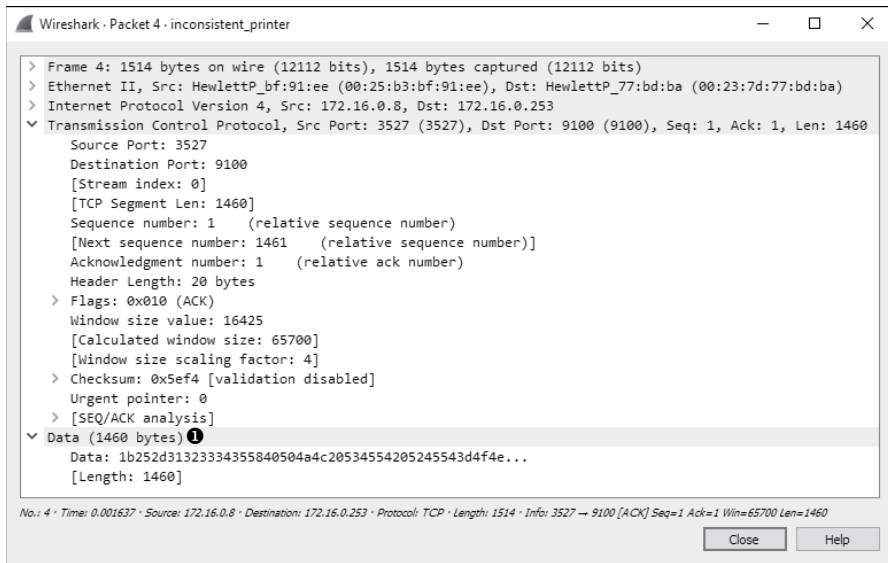 Wireshark · Packet 4 · inconsistent_printer
> Frame 4: 1514 bytes on wire (12112 bits), 1514 bytes captured (12112 bits)
> Ethernet II, Src: HewlettP_bf:91:ee (00:25:b3:bf:91:ee), Dst: HewlettP_77:bd:ba (00:23:7d:77:bd:ba)
> Internet Protocol Version 4, Src: 172.16.0.8, Dst: 172.16.0.253
Transmission Control Protocol, Src Port: 3527 (3527), Dst Port: 9100 (9100), Seq: 1, Ack: 1, Len: 1460
Source Port: 3527
Destination Port: 9100
[Stream index: 0]
[TCP Segment Len: 1460]
Sequence number: 1 (relative sequence number)
[Next sequence number: 1461 (relative sequence number)]
Acknowledgment number: 1 (relative ack number)
Header Length: 20 bytes
> Flags: 0x010 (ACK)
Window size value: 16425
[Calculated window size: 65700]
[Window size scaling factor: 4]
> Checksum: 0x5ef4 [validation disabled]
Urgent pointer: 0
> [SEQ/ACK analysis]
Data (1460 bytes) ❶
Data: 1b252d31323334355840504a4c20534554205245543d4f4e...
[Length: 1460]
No.: 4 · Time: 0.001637 · Source: 172.16.0.8 · Destination: 172.16.0.253 · Protocol: TCP · Length: 1514 · Info: 3527 → 9100 [ACK] Seq=1 Ack=1 Win=65700 Len=1460
Close Help